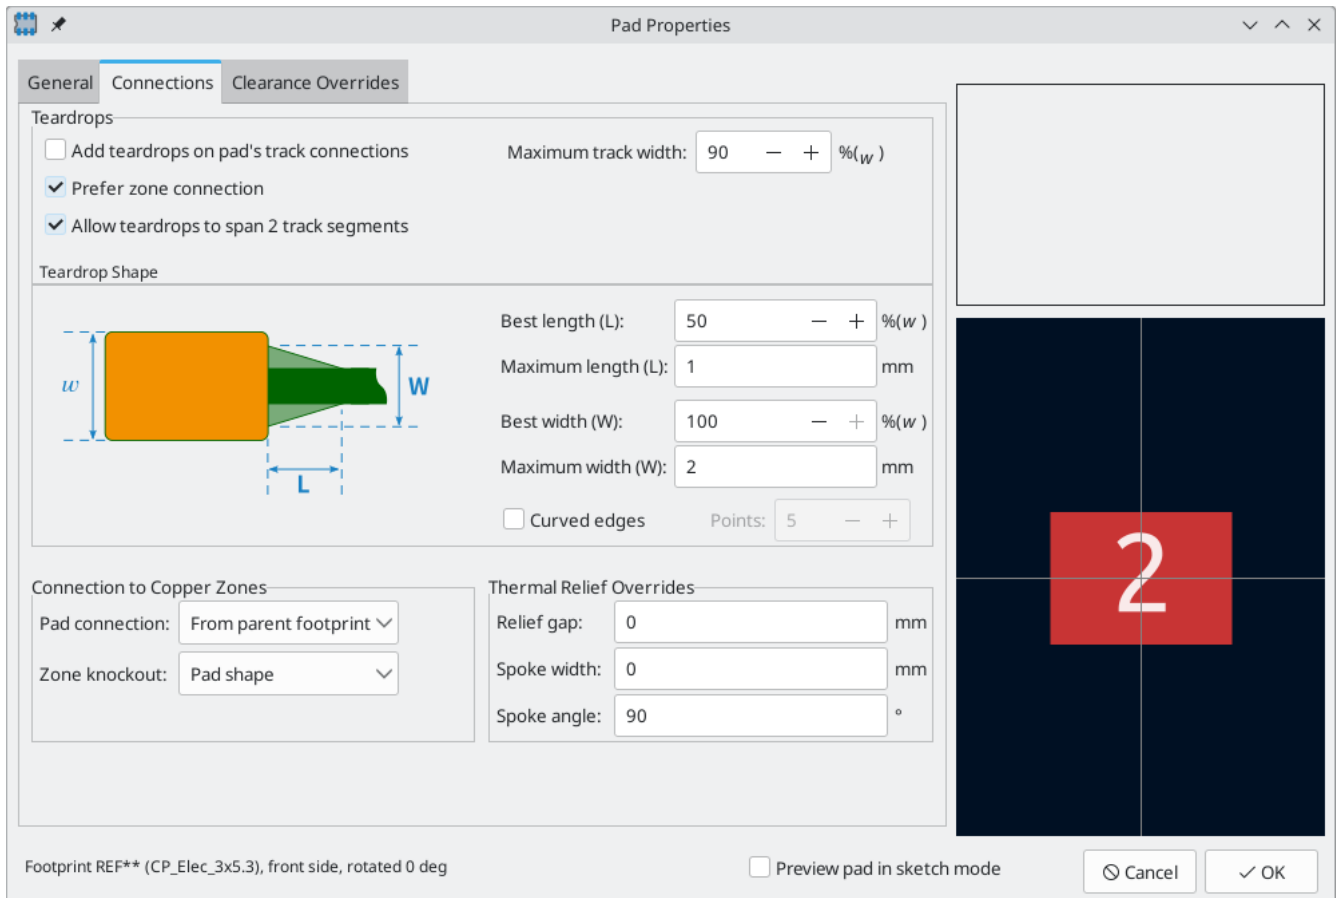 Pad Properties
General Connections Clearance Overrides
Teardrops
Add teardrops on pad's track connections
Maximum track width: 90 %(w )
Prefer zone connection
Allow teardrops to span 2 track segments
Teardrop Shape
Best length (L): 50 %(w )
Maximum length (L): 1 mm
w
W
Best width (W): 100 %(w )
Maximum width (W): 2 mm
L
Curved edges Points: 5
Connection to Copper Zones
Pad connection: From parent footprint
Zone knockout: Pad shape
Thermal Relief Overrides
Relief gap: 0 mm
Spoke width: 0 mm
Spoke angle: 90 °
2
Footprint REF** (CP_Elec_3x5.3), front side, rotated 0 deg
Preview pad in sketch mode
Cancel
OK